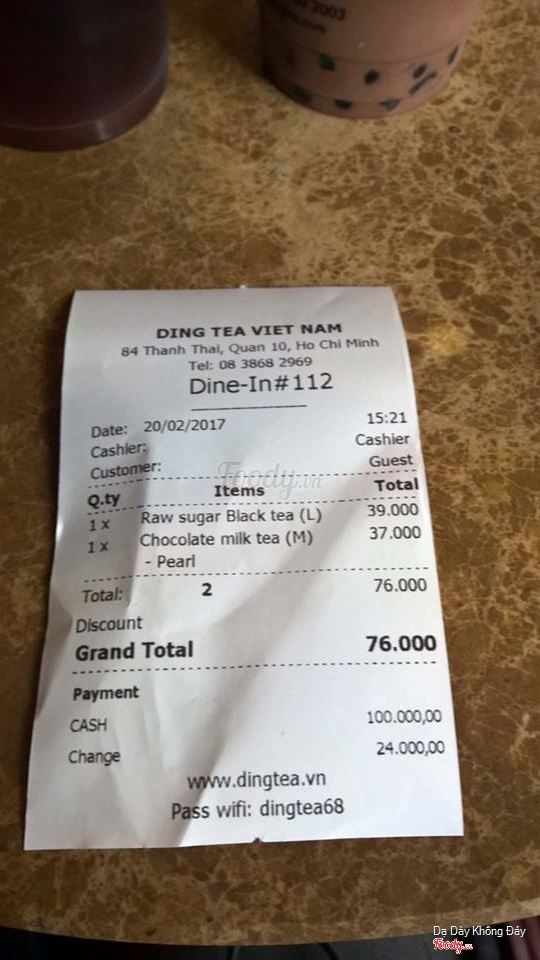 2003
DING TEA VIET NAM
84 Thanh Thai, Quan 10, Ho Chi Minh
Tel: 08 3868 2969
Dine-In#112
Date: 20/02/2017 15:21
Cashier: Cashier
Customer: Guest
Foody.vn
Q.ty Items Total
1 x Raw sugar Black tea (L) 39.000
1 x Chocolate milk tea (M) 37.000
- Pearl
Total: 2 76.000
Discount
Grand Total 76.000
Payment
CASH 100.000,00
Change 24.000,00
www.dingtea.vn
Pass wifi: dingtea68
Dạ Dày Không Đáy
Foody.vn